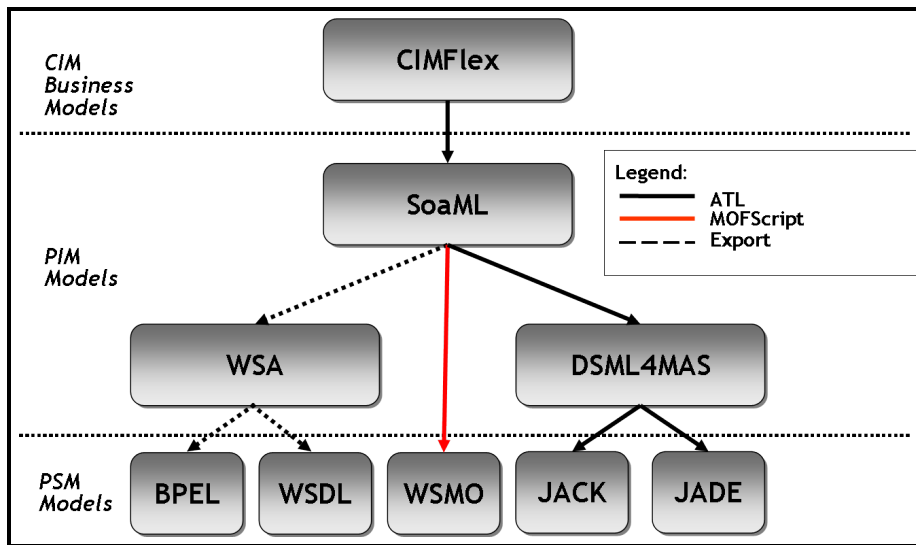 CIM
Business
Models
CIMFlex
SoaML
Legend:
ATL
MOFScript
Export
PIM
Models
WSA
DSML4MAS
PSM
Models
BPEL
WSDL
WSMO
JACK
JADE